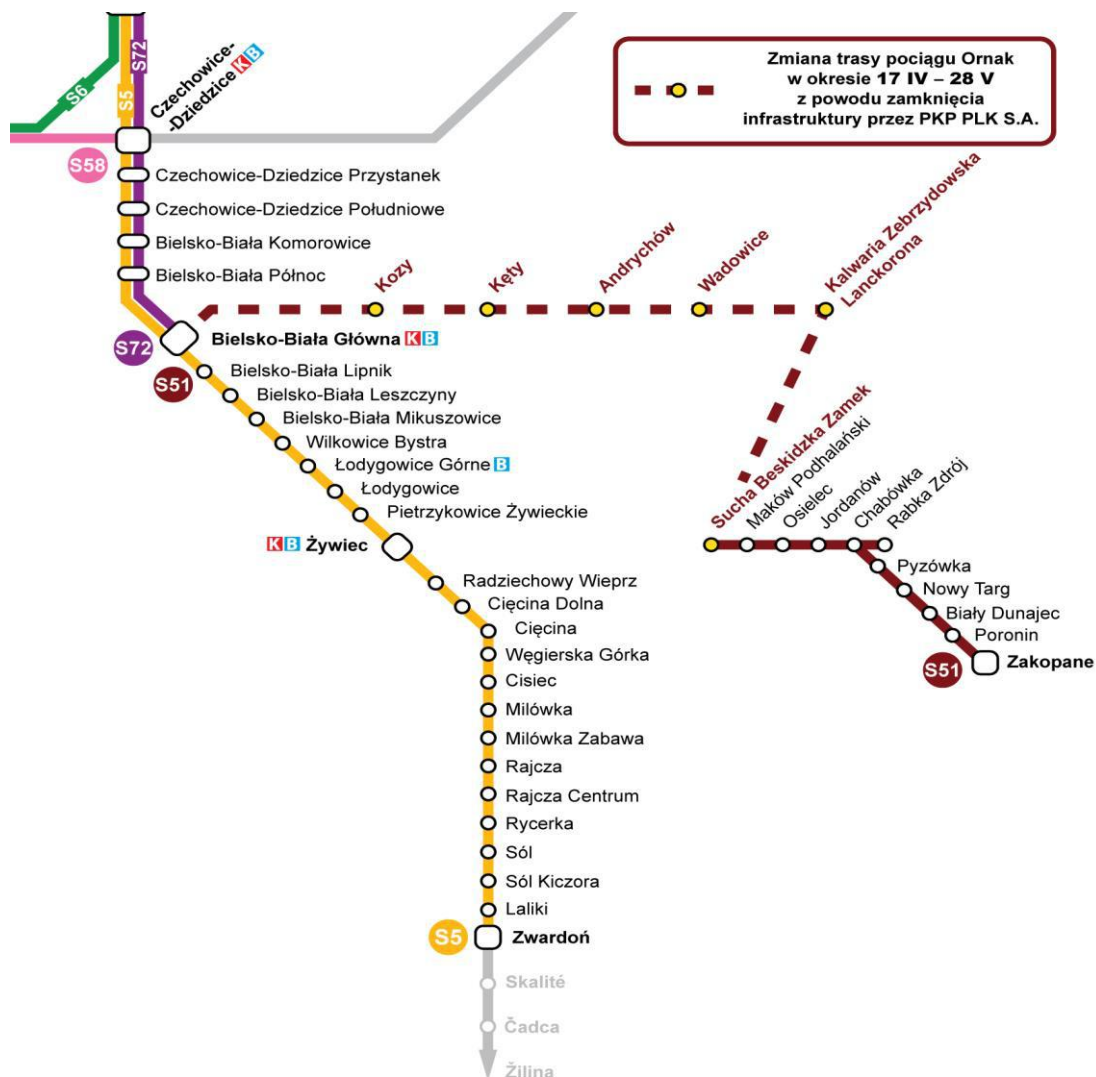 S6
S5
S72
Czechowice-
-Dziedzice K B
Zmiana trasy pociągu Ornak
w okresie 17 IV – 28 V
z powodu zamknięcia
infrastruktury przez PKP PLK S.A.
S58
Czechowice-Dziedzice Przystanek
Czechowice-Dziedzice Południowe
Bielsko-Biała Komorowice
Bielsko-Biała Północ
Kozy
Kęty
Andrychów
Wadowice
Kalwaria Zebrzydowska
Lanckorona
S72
Bielsko-Biała Główna K B
S51
Bielsko-Biała Lipnik
Bielsko-Biała Leszczyny
Bielsko-Biała Mikuszowice
Wilkowice Bystra
Łodygowice Górne B
Łodygowice
Pietrzykowice Żywieckie
K B Żywiec
Sucha Beskidzka Zamek
Maków Podhalański
Osielec
Jordanów
Chabówka
Rabka Zdrój
Pyzówka
Nowy Targ
Biały Dunajec
Poronin
S51
Zakopane
Radziechowy Wieprz
Cięcina Dolna
Cięcina
Węgierska Górka
Cisiec
Milówka
Milówka Zabawa
Rajcza
Rajcza Centrum
Rycerka
Sól
Sól Kiczora
Laliki
S5
Zwardoń
Skalité
Čadca
Žilina